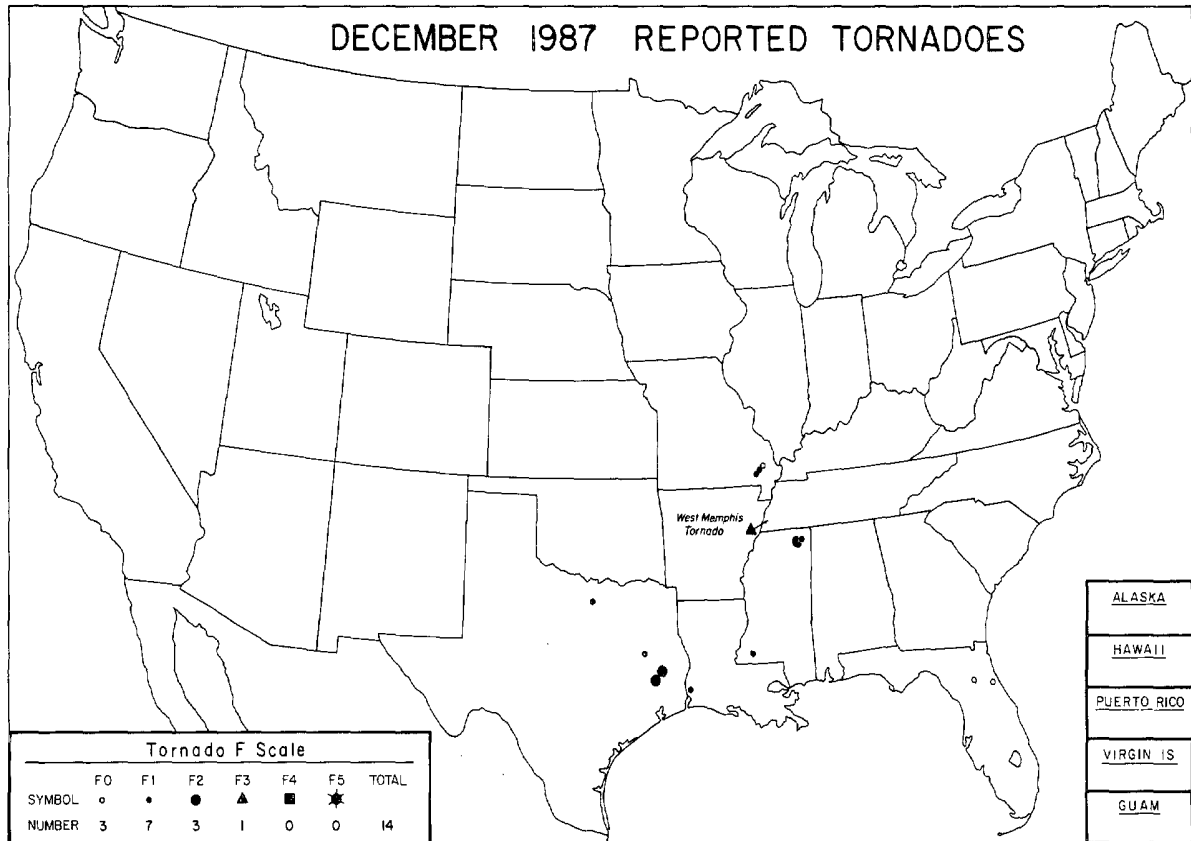 DECEMBER 1987 REPORTED TORNADOES
West Memphis
Tornado
ALASKA
HAWAII
PUERTO RICO
VIRGIN IS
GUAM
Tornado F Scale
F0 F1 F2 F3 F4 F5 TOTAL
SYMBOL
NUMBER 3 7 3 1 0 0 14